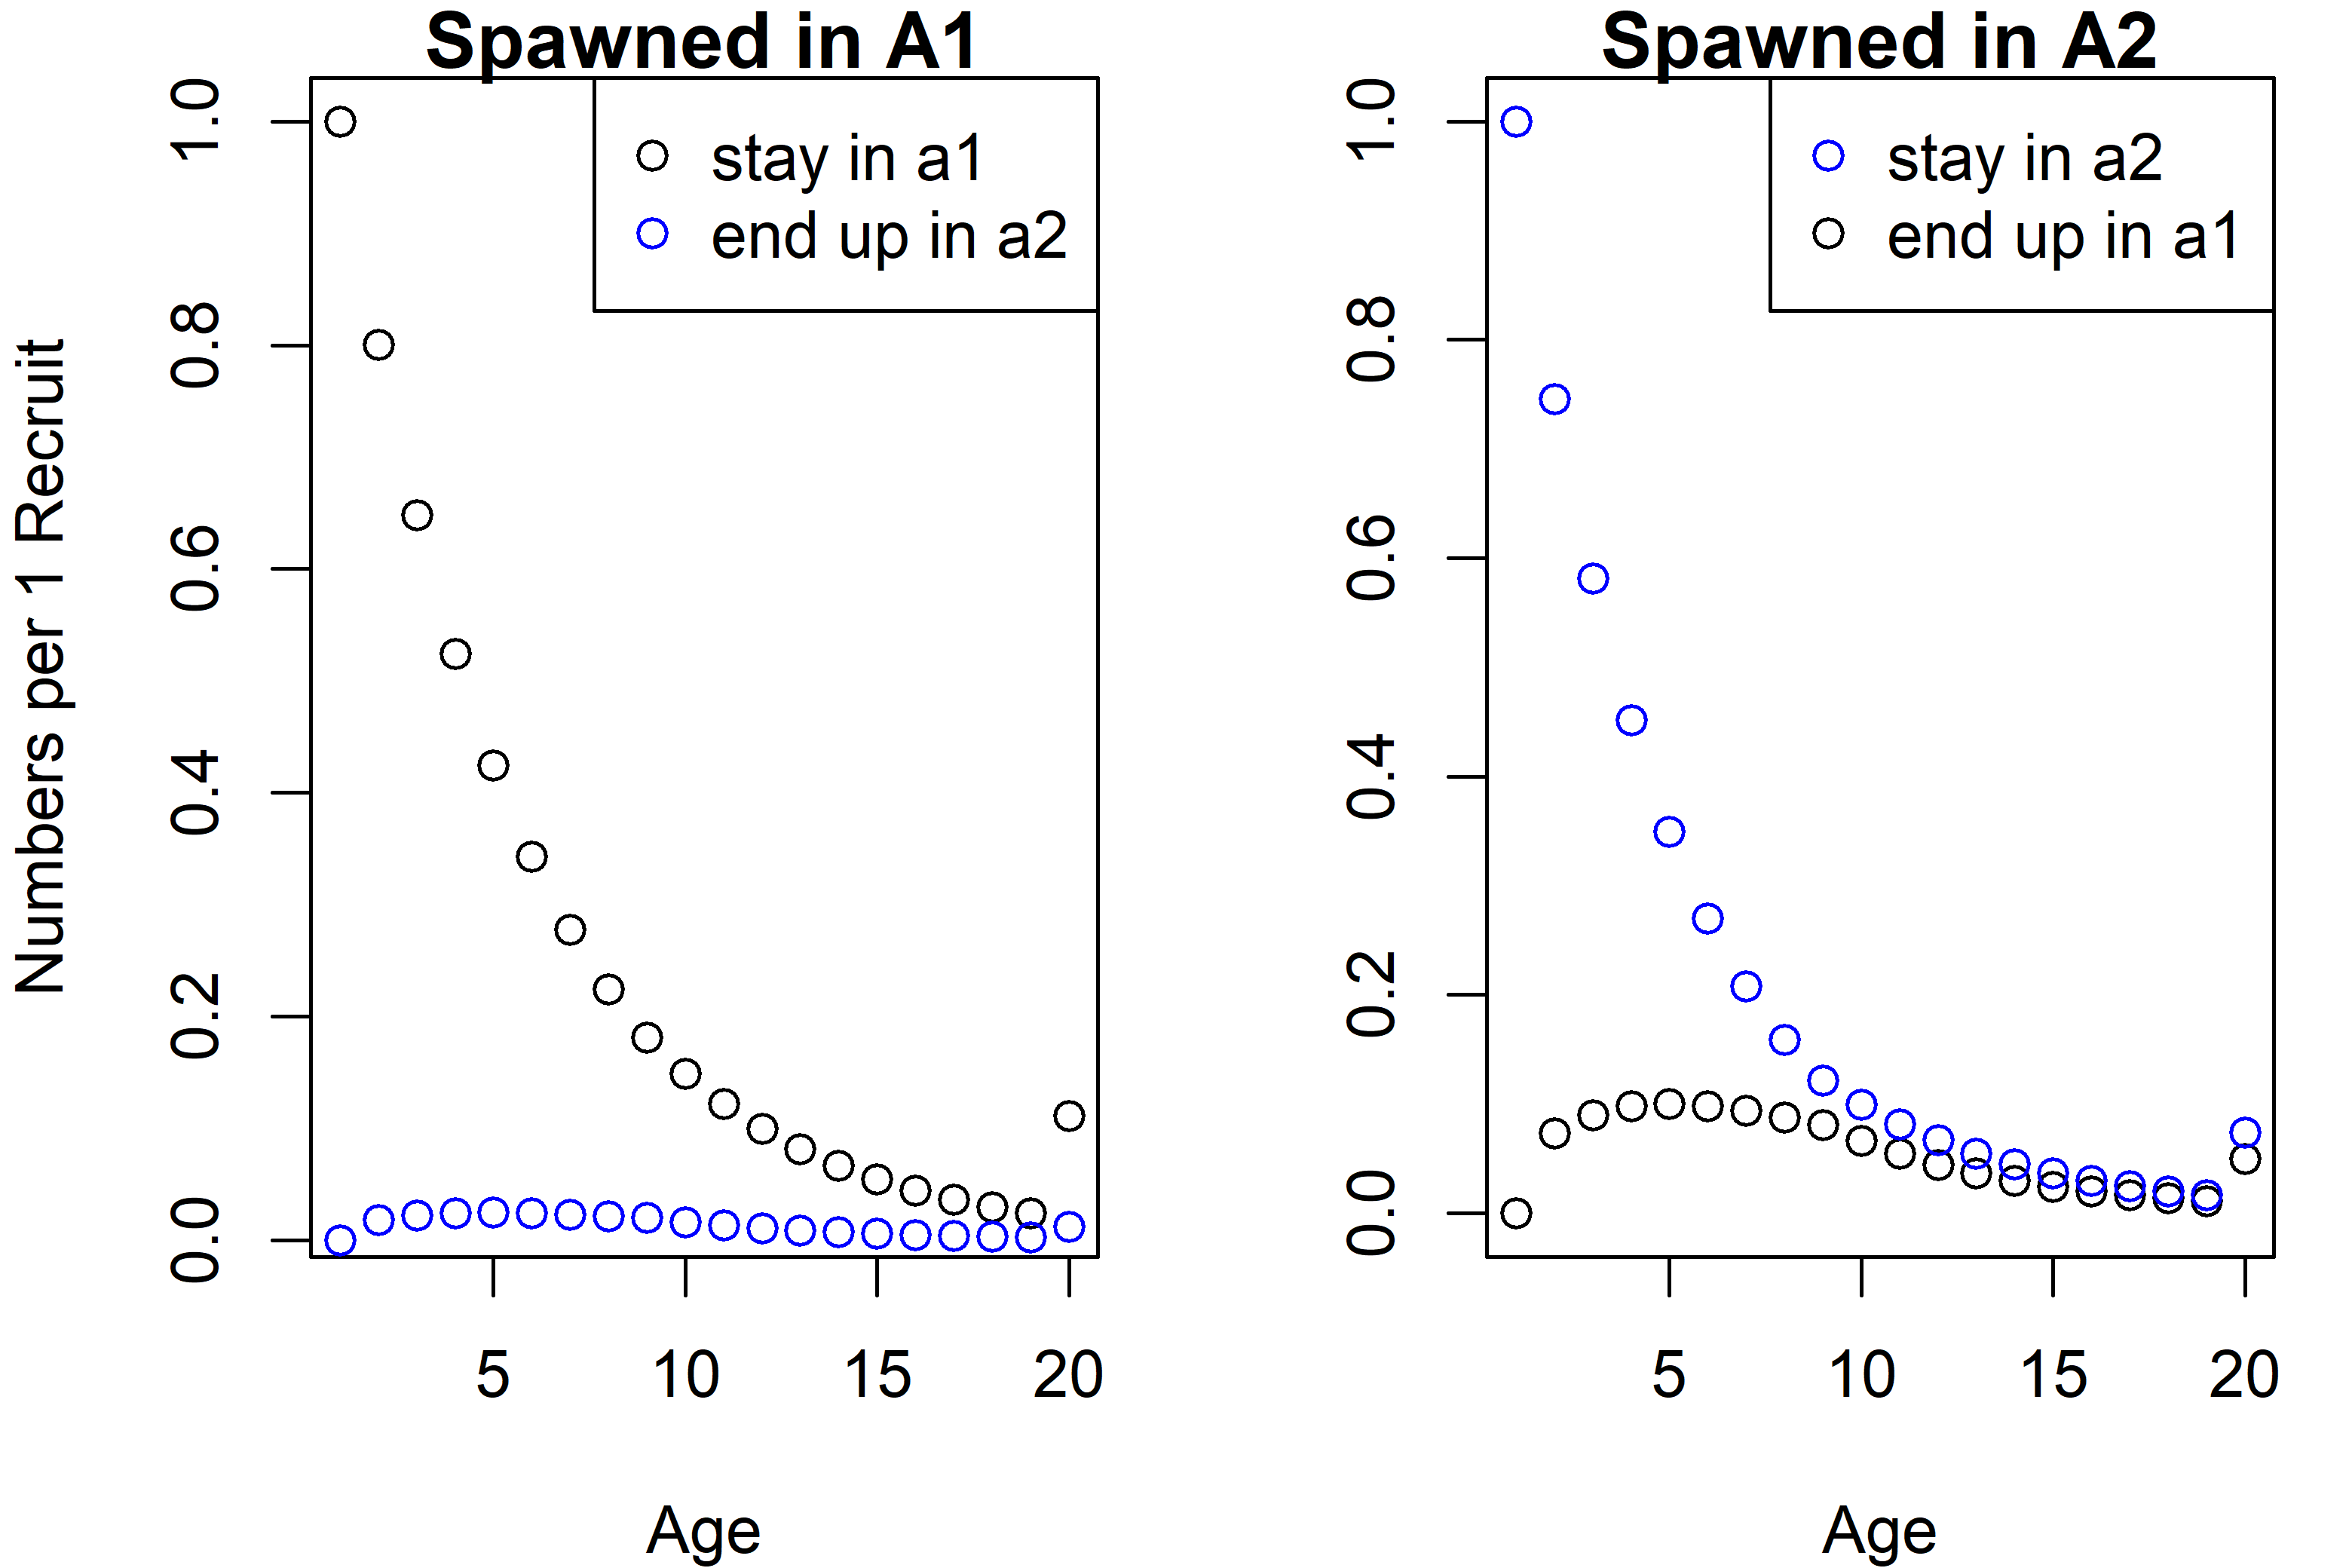 Spawned in A1
Numbers per 1 Recruit
1.0
0.8
0.6
0.4
0.2
0.0
stay in a1
end up in a2
5 10 15 20
Age
Spawned in A2
1.0
0.8
0.6
0.4
0.2
0.0
stay in a2
end up in a1
5 10 15 20
Age